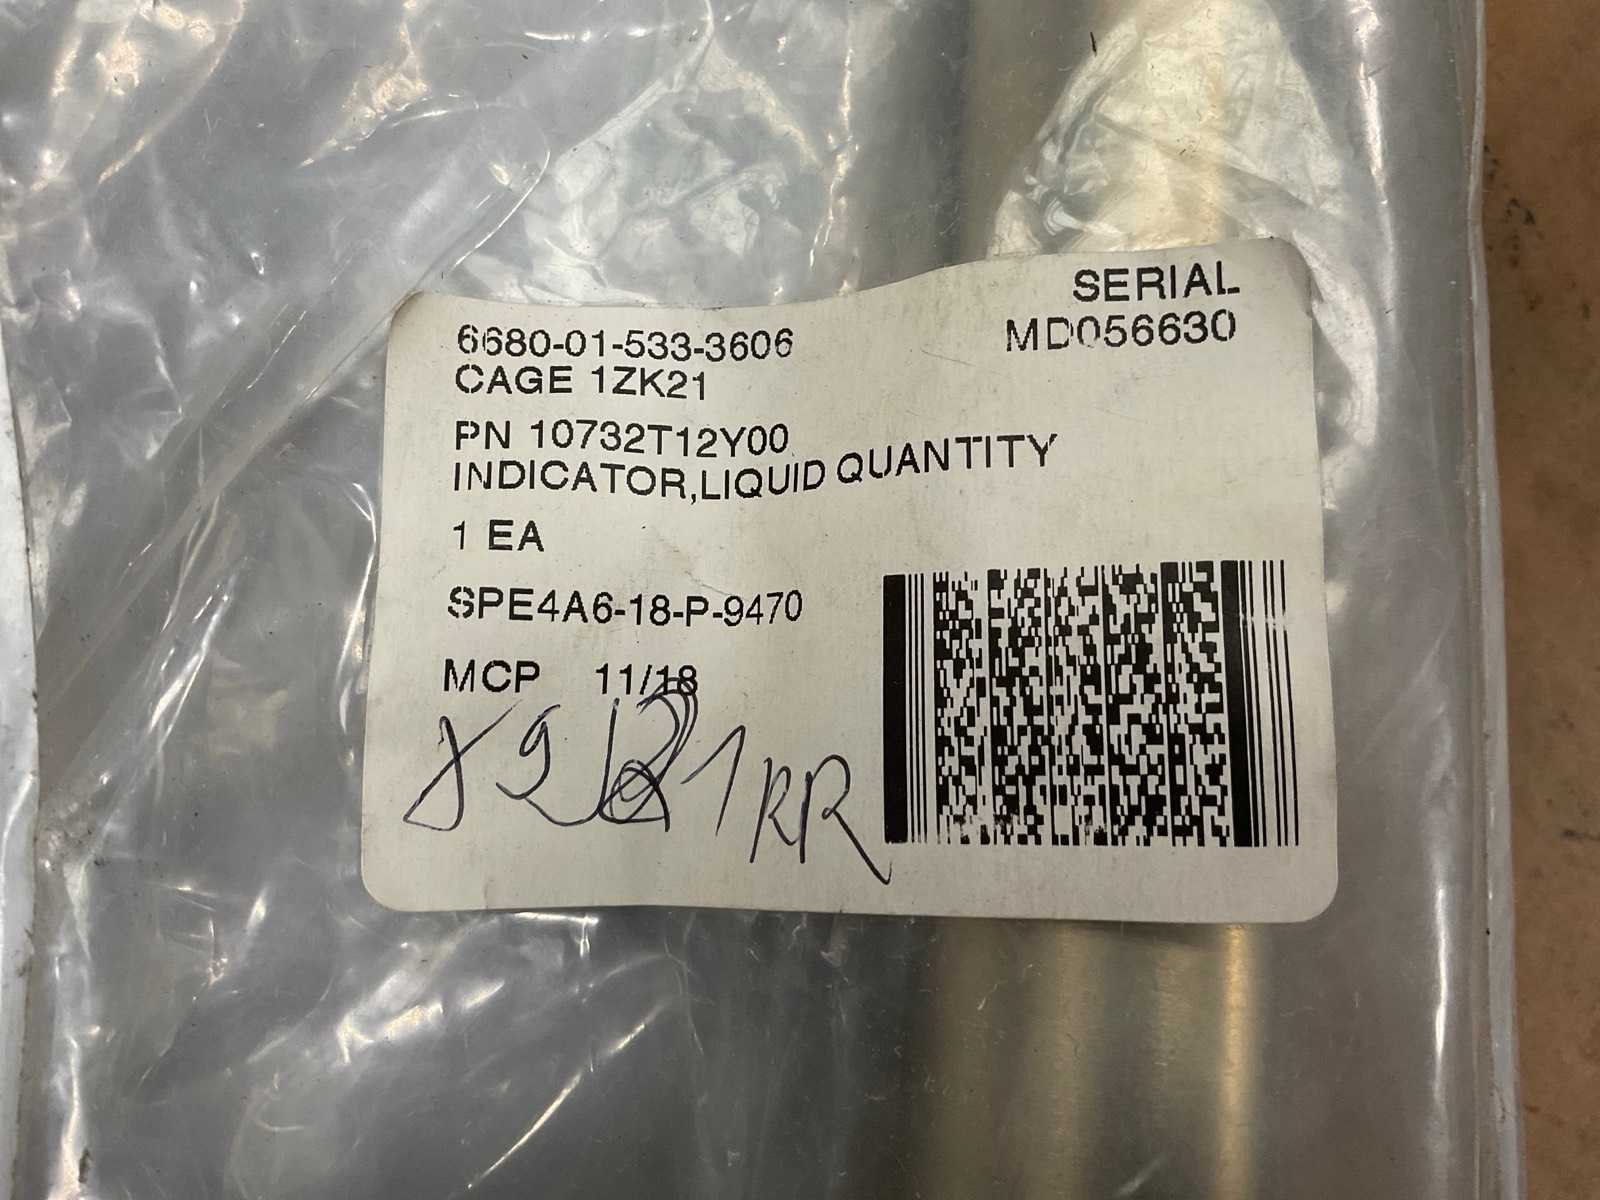 6680-01-533-3606
CAGE 1ZK21
SERIAL
MD056630
PN 10732T12Y00
INDICATOR,LIQUID QUANTITY
1 EA
SPE4A6-18-P-9470
MCP 11/18
RR